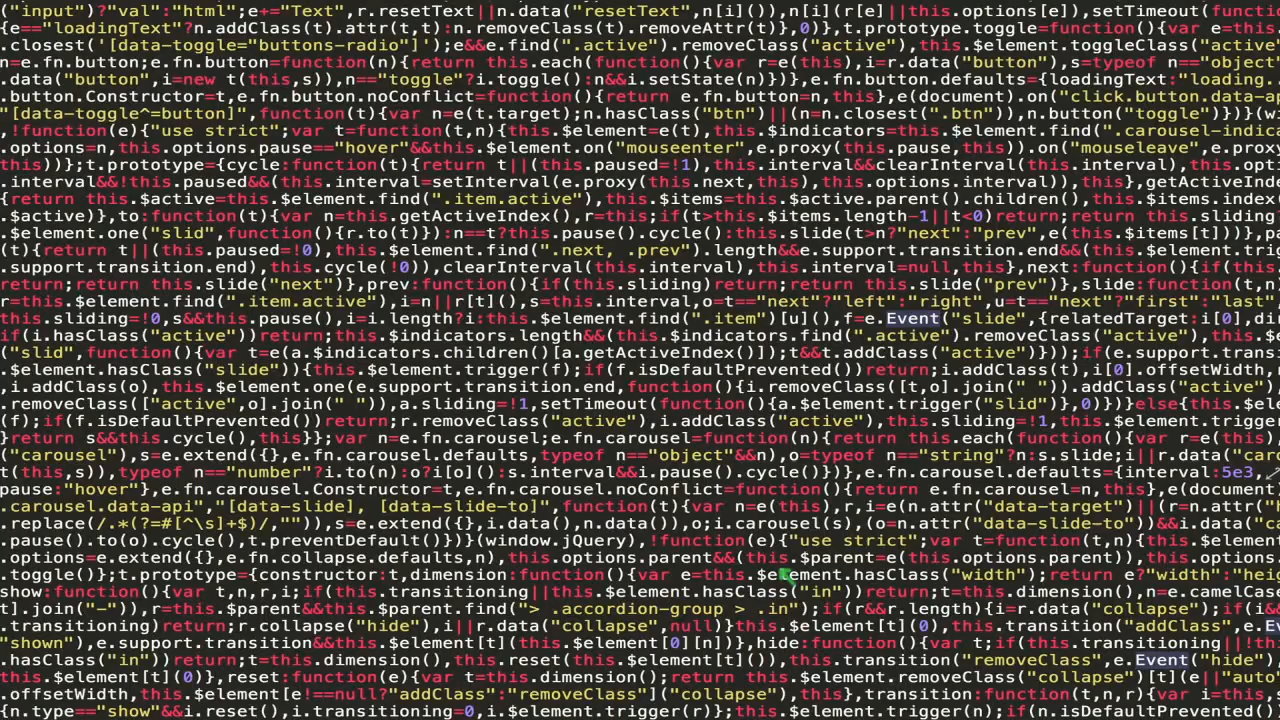 ("input")?"val":"html";e+="Text",r.resetText||n.data("resetText",n[i]()),n[i](r[e]||this.options[e]),setTimeout(functi
{e=="loadingText"?n.addClass(t).attr(t,t):n.removeClass(t).removeAttr(t)},0)},t.prototype.toggle=function(){var e=this.
.closest('[data-toggle="buttons-radio"]');e&&e.find(".active").removeClass("active"),this.$element.toggleClass("active"
n=e.fn.button;e.fn.button=function(n){return this.each(function(){var r=e(this),i=r.data("button"),s=typeof n=="object"
.data("button",i=new t(this,s)),n=="toggle"?i.toggle():n&&i.setState(n)})},e.fn.button.defaults={loadingText:"loading.
.button.Constructor=t,e.fn.button.noConflict=function(){return e.fn.button=n,this},e(document).on("click.button.data-ap
"[data-toggle^=button]",function(t){var n=e(t.target);n.hasClass("btn")||(n=n.closest(".btn")),n.button("toggle")})}(wi
,!function(e){"use strict";var t=function(t,n){this.$element=e(t),this.$indicators=this.$element.find(".carousel-indic
.options=n,this.options.pause=="hover"&&this.$element.on("mouseenter",e.proxy(this.pause,this)).on("mouseleave",e.proxy
this))};t.prototype={cycle:function(t){return t||(this.paused=!1),this.interval&&clearInterval(this.interval),this.opt
.interval&&!this.paused&&(this.interval=setInterval(e.proxy(this.next,this),this.options.interval)),this},getActiveInde
{return this.$active=this.$element.find(".item.active"),this.$items=this.$active.parent().children(),this.$items.index(
.$active)},to:function(t){var n=this.getActiveIndex(),r=this;if(t>this.$items.length-1||t<0)return;return this.sliding
.$element.one("slid",function(){r.to(t)}):n==t?this.pause().cycle():this.slide(t>n?"next":"prev",e(this.$items[t]))},pa
(t){return t||(this.paused=!0),this.$element.find(".next, .prev").length&&e.support.transition.end&&(this.$element.trig
.support.transition.end),this.cycle(!0)),clearInterval(this.interval),this.interval=null,this},next:function(){if(this
return;return this.slide("next")},prev:function(){if(this.sliding)return;return this.slide("prev")},slide:function(t,n)
r=this.$element.find(".item.active"),i=n||r[t](),s=this.interval,o=t=="next"?"left":"right",u=t=="next"?"first":"last"
this.sliding=!0,s&&this.pause(),i=i.length?i:this.$element.find(".item")[u](),f=e.Event("slide",{relatedTarget:i[0],di
if(i.hasClass("active"))return;this.$indicators.length&&(this.$indicators.find(".active").removeClass("active"),this.$e
("slid",function(){var t=e(a.$indicators.children()[a.getActiveIndex()]);t&&t.addClass("active")}));if(e.support.trans
.$element.hasClass("slide")){this.$element.trigger(f);if(f.isDefaultPrevented())return;i.addClass(t),i[0].offsetWidth,r
,i.addClass(o),this.$element.one(e.support.transition.end,function(){i.removeClass([t,o].join(" ")).addClass("active")
.removeClass(["active",o].join(" ")),a.sliding=!1,setTimeout(function(){a.$element.trigger("slid")},0)})}else{this.$ele
(f);if(f.isDefaultPrevented())return;r.removeClass("active"),i.addClass("active"),this.sliding=!1,this.$element.trigger
}return s&&this.cycle(),this}};var n=e.fn.carousel;e.fn.carousel=function(n){return this.each(function(){var r=e(this),
("carousel"),s=e.extend({},e.fn.carousel.defaults,typeof n=="object"&&n),o=typeof n=="string"?n:s.slide;i||r.data("caro
t(this,s)),typeof n=="number"?i.to(n):o?i[o]():s.interval&&i.pause().cycle()})},e.fn.carousel.defaults={interval:5e3,
pause:"hover"},e.fn.carousel.Constructor=t,e.fn.carousel.noConflict=function(){return e.fn.carousel=n,this},e(document
.carousel.data-api","[data-slide], [data-slide-to]",function(t){var n=e(this),r,i=e(n.attr("data-target")||(r=n.attr("
.replace(/.*(?=#[^\s]+$)/,"")),s=e.extend({},i.data(),n.data()),o;i.carousel(s),(o=n.attr("data-slide-to"))&&i.data("ca
.pause().to(o).cycle(),t.preventDefault()})}(window.jQuery),!function(e){"use strict";var t=function(t,n){this.$element
.options=e.extend({},e.fn.collapse.defaults,n),this.options.parent&&(this.$parent=e(this.options.parent)),this.options
.toggle()};t.prototype={constructor:t,dimension:function(){var e=this.$element.hasClass("width");return e?"width":"heig
show:function(){var t,n,r,i;if(this.transitioning||this.$element.hasClass("in"))return;t=this.dimension(),n=e.camelCase
t].join("-")),r=this.$parent&&this.$parent.find("> .accordion-group > .in");if(r&&r.length){i=r.data("collapse");if(i&&
.transitioning)return;r.collapse("hide"),i||r.data("collapse",null)}this.$element[t](0),this.transition("addClass",e.Ev
"shown"),e.support.transition&&this.$element[t](this.$element[0][n])},hide:function(){var t;if(this.transitioning||!th
.hasClass("in"))return;t=this.dimension(),this.reset(this.$element[t]()),this.transition("removeClass",e.Event("hide")
this.$element[t](0)},reset:function(e){var t=this.dimension();return this.$element.removeClass("collapse")[t](e||"auto"
.offsetWidth,this.$element[e!==null?"addClass":"removeClass"]("collapse"),this},transition:function(t,n,r){var i=this,s
{n.type=="show"&&i.reset(),i.transitioning=0,i.$element.trigger(r)};this.$element.trigger(n);if(n.isDefaultPrevented()